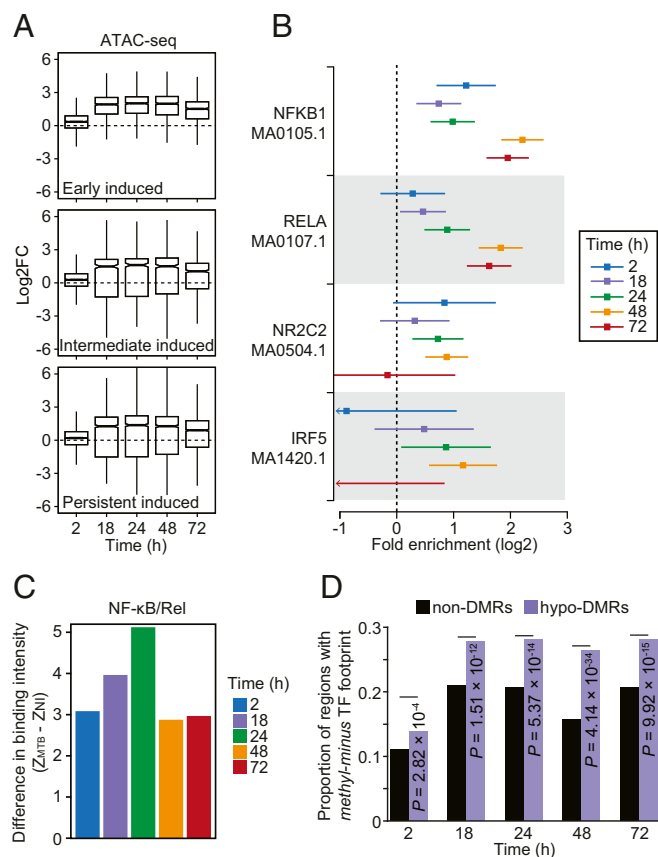 A
ATAC-seq
6
3
0
-3
-6
Early induced
Log2FC
6
3
0
-3
-6
Intermediate induced
6
3
0
-3
-6
Persistent induced
2 18 24 48 72
Time (h)
B
NFKB1
MA0105.1
RELA
MA0107.1
NR2C2
MA0504.1
IRF5
MA1420.1
-1 0 1 2 3
Fold enrichment (log2)
Time (h)
2
18
24
48
72
C
NF-κB/Rel
Difference in binding intensity
(ZMTB - ZNI)
5
4
3
2
1
0
Time (h)
2
18
24
48
72
D
non-DMRs hypo-DMRs
Proportion of regions with
methyl-minus TF footprint
0.3
0.2
0.1
0
P = 2.82 × 10-4
P = 1.51 × 10-12
P = 5.37 × 10-14
P = 4.14 × 10-34
P = 9.92 × 10-15
2 18 24 48 72
Time (h)